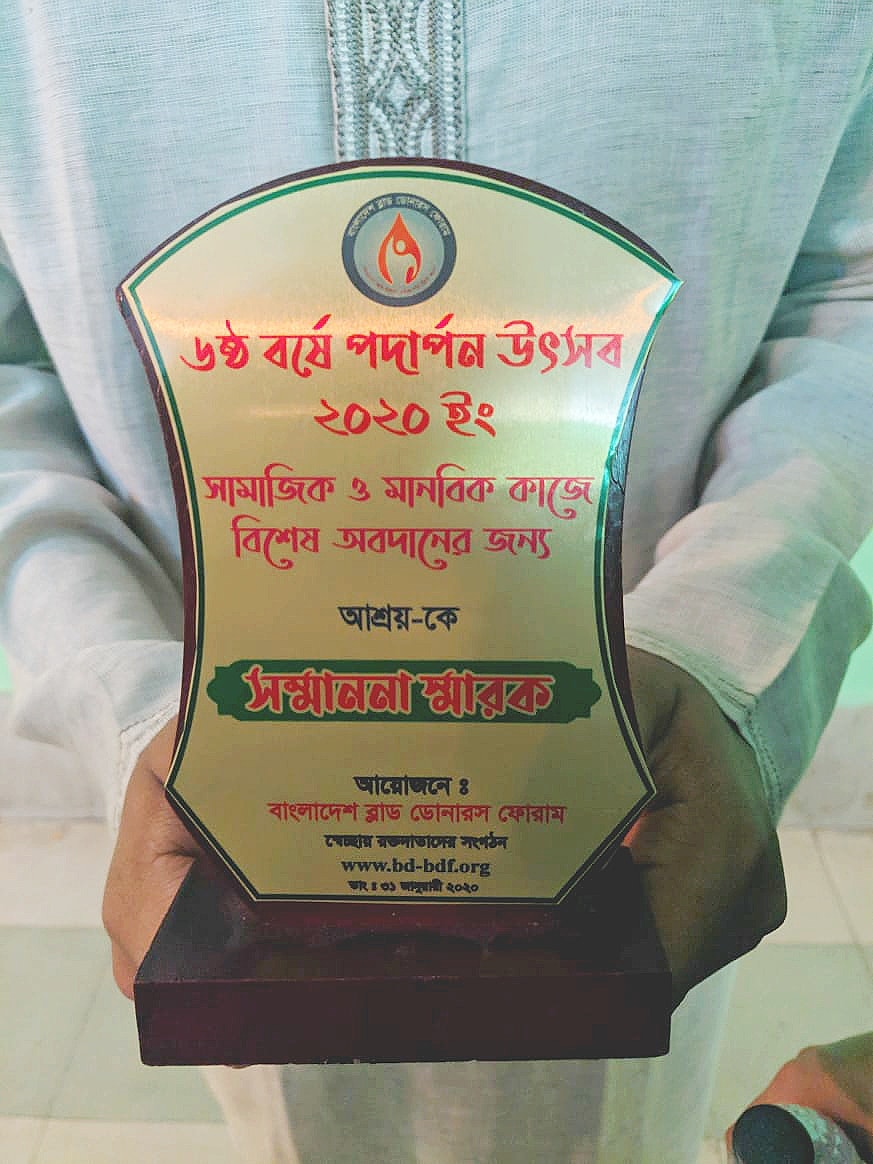 বাংলাদেশ ব্লাড ডোনারস ফোরাম
৬ষ্ঠ বর্ষে পদার্পন উৎসব
২০২০ ইং
সামাজিক ও মানবিক কাজে
বিশেষ অবদানের জন্য
আশ্রয়-কে
সম্মাননা স্মারক
আয়োজনে :
বাংলাদেশ ব্লাড ডোনারস ফোরাম
স্বেচ্ছায় রক্তদাতাদের সংগঠন
www.bd-bdf.org
তাং : ৩১ জানুয়ারী ২০২০